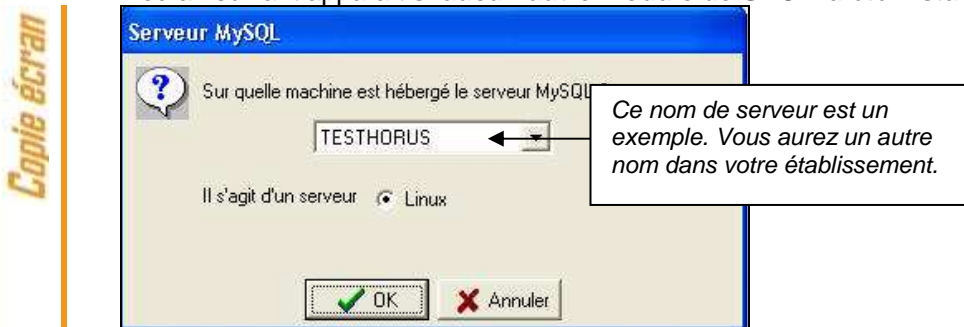 Serveur MySQL
Sur quelle machine est hébergé le serveur MySQL
TESTHORUS
Il s'agit d'un serveur Linux
OK Annuler
Ce nom de serveur est un
exemple. Vous aurez un autre
nom dans votre établissement.
Copie écran